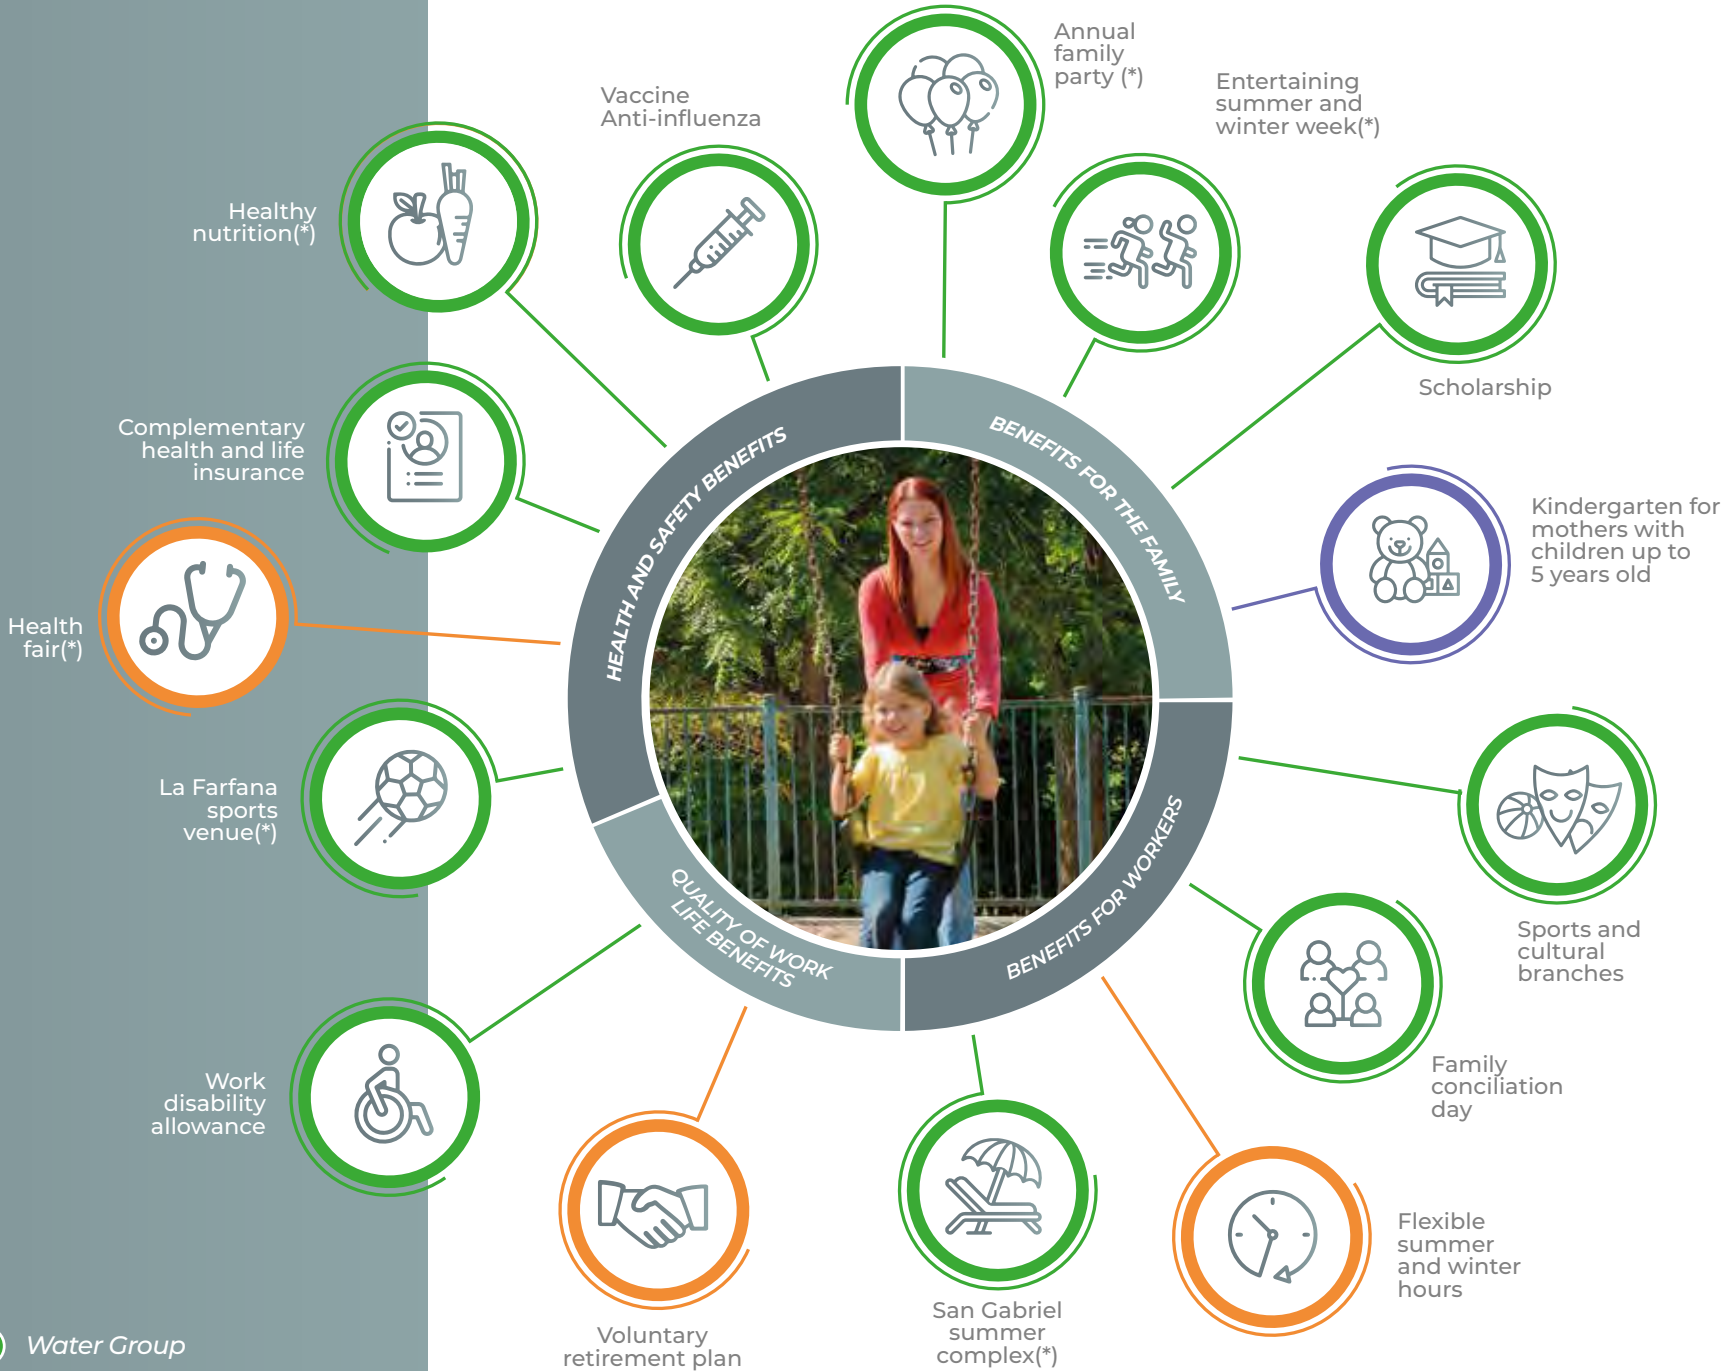 Annual
family
party (*)
Entertaining
summer and
winter week(*)
Vaccine
Anti-influenza
Healthy
nutrition(*)
Scholarship
Complementary
health and life
insurance
Kindergarten for
mothers with
children up to
5 years old
Health
fair(*)
La Farfana
sports
venue(*)
Sports and
cultural
branches
Work
disability
allowance
Family
conciliation
day
Voluntary
retirement plan
San Gabriel
summer
complex(*)
Flexible
summer
and winter
hours
HEALTH AND SAFETY BENEFITS
BENEFITS FOR THE FAMILY
QUALITY OF WORK
LIFE BENEFITS
BENEFITS FOR WORKERS
Water Group